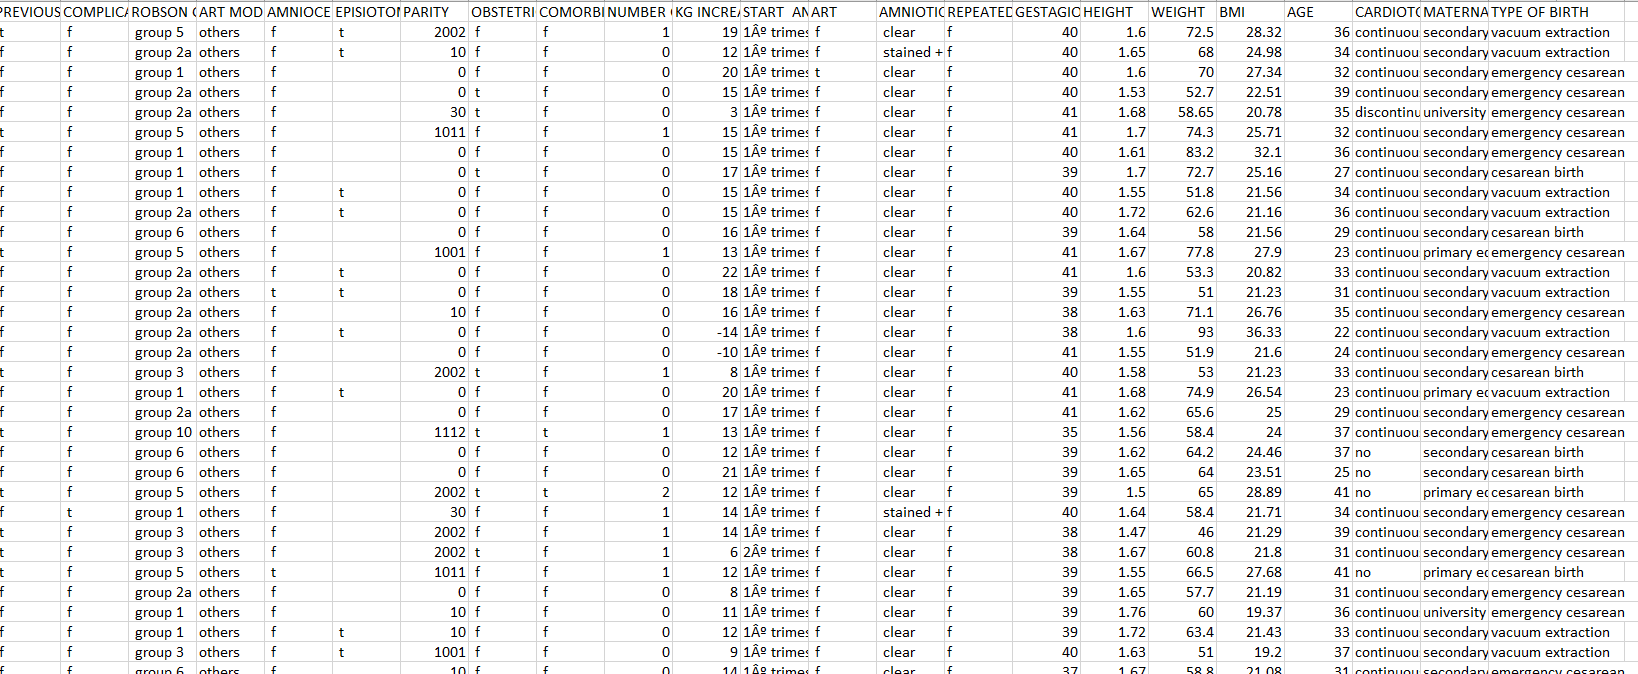 PREVIOUS COMPLICA ROBSON ART MOD AMNIOCE EPISIOTO PARITY OBSTETRI COMORBI NUMBER KG INCREA START AN ART AMNIOTIC REPEATED GESTAGIO HEIGHT WEIGHT BMI AGE CARDIOTO MATERNA TYPE OF BIRTH
t f group 5 others f t 2002 f f 1 19 1Âº trimes f clear f 40 1.6 72.5 28.32 36 continuou secondary vacuum extraction
f f group 2a others f t 10 f f 0 12 1Âº trimes f stained + f 40 1.65 68 24.98 34 continuou secondary vacuum extraction
f f group 1 others f 0 f f 0 20 1Âº trimes t clear f 40 1.6 70 27.34 32 continuou secondary emergency cesarean
f f group 2a others f 0 t f 0 15 1Âº trimes f clear f 40 1.53 52.7 22.51 39 continuou secondary emergency cesarean
f f group 2a others f 30 t f 0 3 1Âº trimes f clear f 41 1.68 58.65 20.78 35 discontinu university emergency cesarean
t f group 5 others f 1011 f f 1 15 1Âº trimes f clear f 41 1.7 74.3 25.71 32 continuou secondary emergency cesarean
f f group 1 others f 0 f f 0 15 1Âº trimes f clear f 40 1.61 83.2 32.1 36 continuou secondary emergency cesarean
f f group 1 others f 0 t f 0 17 1Âº trimes f clear f 39 1.7 72.7 25.16 27 continuou secondary cesarean birth
f f group 1 others f t 0 f f 0 15 1Âº trimes f clear f 40 1.55 51.8 21.56 34 continuou secondary vacuum extraction
f f group 2a others f t 0 f f 0 15 1Âº trimes f clear f 40 1.72 62.6 21.16 36 continuou secondary vacuum extraction
f f group 6 others f 0 f f 0 16 1Âº trimes f clear f 39 1.64 58 21.56 29 continuou secondary cesarean birth
t f group 5 others f 1001 f f 1 13 1Âº trimes f clear f 41 1.67 77.8 27.9 23 continuou primary ec emergency cesarean
f f group 2a others f t 0 f f 0 22 1Âº trimes f clear f 41 1.6 53.3 20.82 33 continuou secondary vacuum extraction
f f group 2a others t t 0 f f 0 18 1Âº trimes f clear f 39 1.55 51 21.23 31 continuou secondary vacuum extraction
f f group 2a others f 10 f f 0 16 1Âº trimes f clear f 38 1.63 71.1 26.76 35 continuou secondary emergency cesarean
f f group 2a others f t 0 f f 0 -14 1Âº trimes f clear f 38 1.6 93 36.33 22 continuou secondary vacuum extraction
f f group 2a others f 0 f f 0 -10 1Âº trimes f clear f 41 1.55 51.9 21.6 24 continuou secondary emergency cesarean
t f group 3 others f 2002 t f 1 8 1Âº trimes f clear f 40 1.58 53 21.23 33 continuou secondary cesarean birth
f f group 1 others f t 0 f f 0 20 1Âº trimes f clear f 41 1.68 74.9 26.54 23 continuou primary ec vacuum extraction
f f group 2a others f 0 f f 0 17 1Âº trimes f clear f 41 1.62 65.6 25 29 continuou secondary emergency cesarean
t f group 10 others f 1112 t t 1 13 1Âº trimes f clear f 35 1.56 58.4 24 37 continuou secondary emergency cesarean
f f group 6 others f 0 f f 0 12 1Âº trimes f clear f 39 1.62 64.2 24.46 37 no secondary cesarean birth
f f group 6 others f 0 f f 0 21 1Âº trimes f clear f 39 1.65 64 23.51 25 no secondary cesarean birth
t f group 5 others f 2002 t t 2 12 1Âº trimes f clear f 39 1.5 65 28.89 41 no primary ec cesarean birth
f t group 1 others f 30 f f 1 14 1Âº trimes f stained + f 40 1.64 58.4 21.71 34 continuou secondary emergency cesarean
t f group 3 others f 2002 f f 1 14 1Âº trimes f clear f 38 1.47 46 21.29 39 continuou secondary emergency cesarean
t f group 3 others f 2002 t f 1 6 2Âº trimes f clear f 38 1.67 60.8 21.8 31 continuou secondary emergency cesarean
t f group 5 others t 1011 f f 1 12 1Âº trimes f clear f 39 1.55 66.5 27.68 41 no primary ec cesarean birth
f f group 2a others f 0 f f 0 8 1Âº trimes f clear f 39 1.65 57.7 21.19 31 continuou secondary emergency cesarean
f f group 1 others f 10 f f 0 11 1Âº trimes f clear f 39 1.76 60 19.37 36 continuou university emergency cesarean
f f group 1 others f t 10 f f 0 12 1Âº trimes f clear f 39 1.72 63.4 21.43 33 continuou secondary vacuum extraction
f f group 3 others f t 1001 f f 0 9 1Âº trimes f clear f 40 1.63 51 19.2 37 continuou secondary vacuum extraction
f f group 6 others f 10 f f 0 14 1Âº trimes f clear f 37 1.67 58.8 21.08 31 continuou secondary emergency cesarean